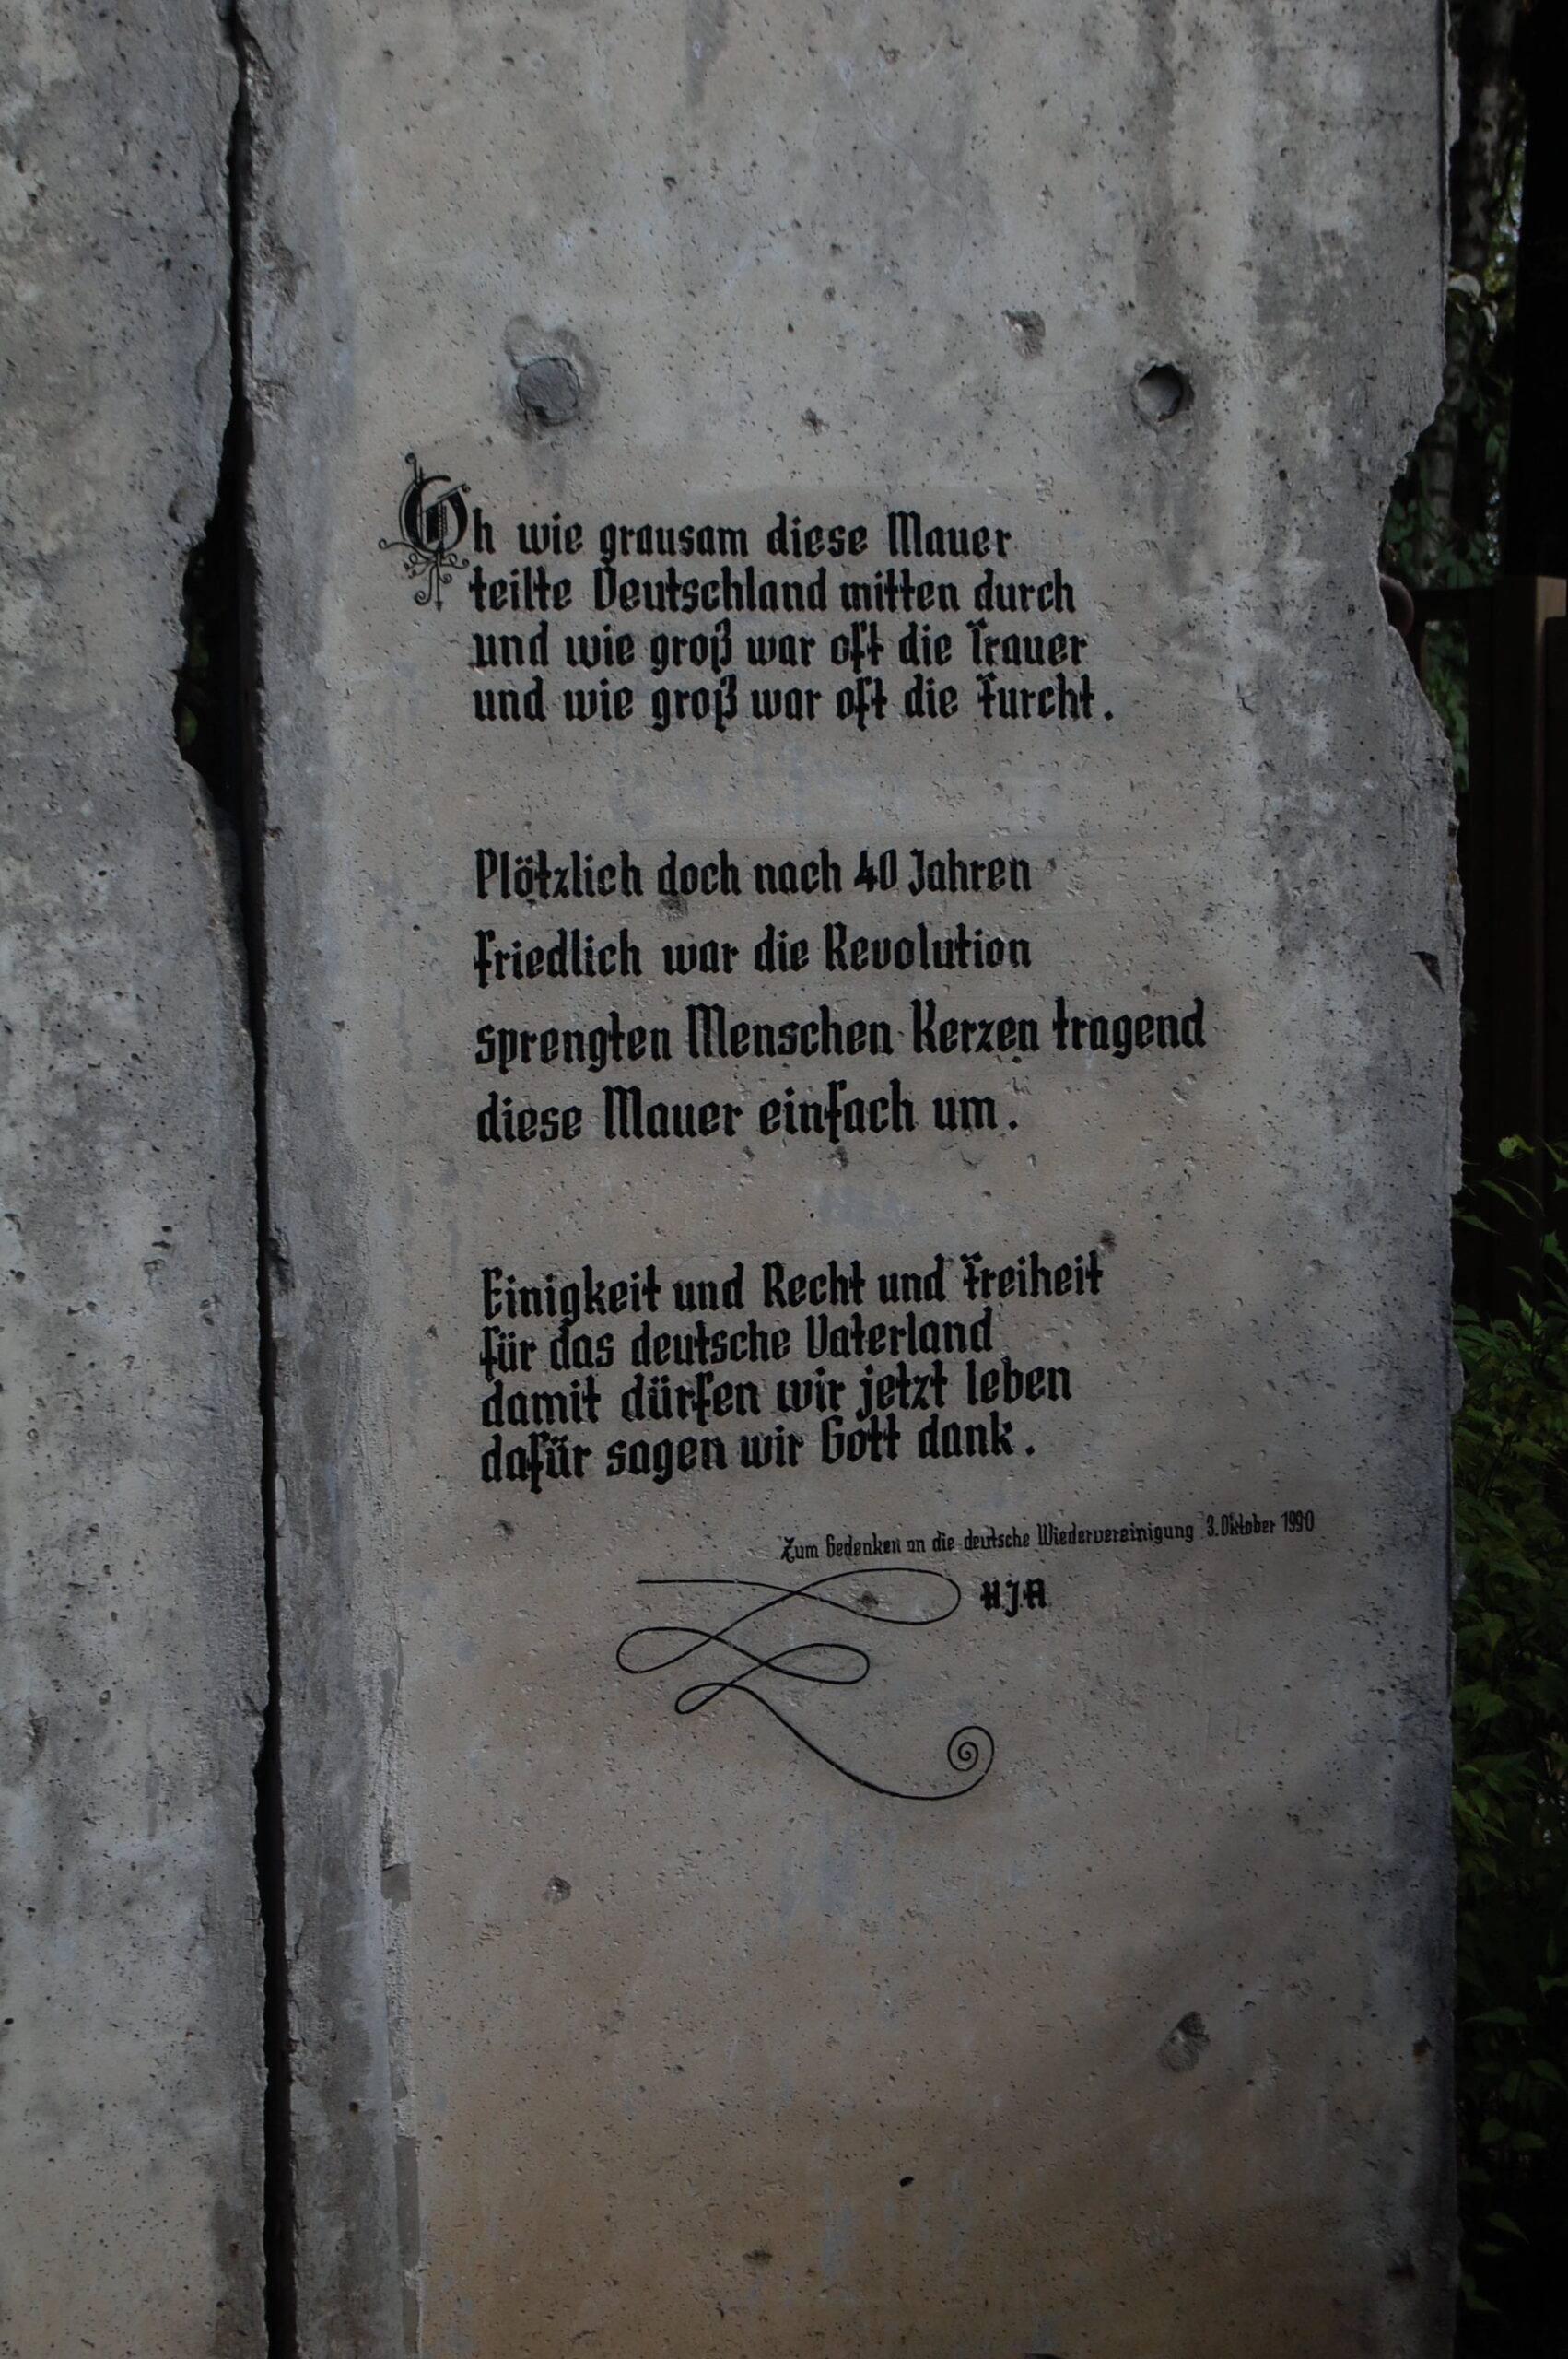 Oh wie grausam diese Mauer
teilte Deutschland mitten durch
und wie groß war oft die Trauer
und wie groß war oft die Furcht.
Plötzlich doch nach 40 Jahren
Friedlich war die Revolution
sprengten Menschen Kerzen tragend
diese Mauer einfach um.
Einigkeit und Recht und Freiheit
für das deutsche Vaterland
damit dürfen wir jetzt leben
dafür sagen wir Gott dank.
Zum Gedenken an die deutsche Wiedervereinigung 3. Oktober 1990
H.J.A.